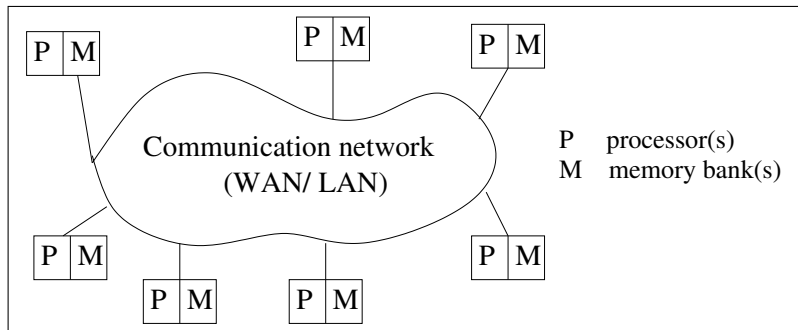 P M
P M
P M
Communication network
(WAN/ LAN)
P processor(s)
M memory bank(s)
P M
P M
P M
P M